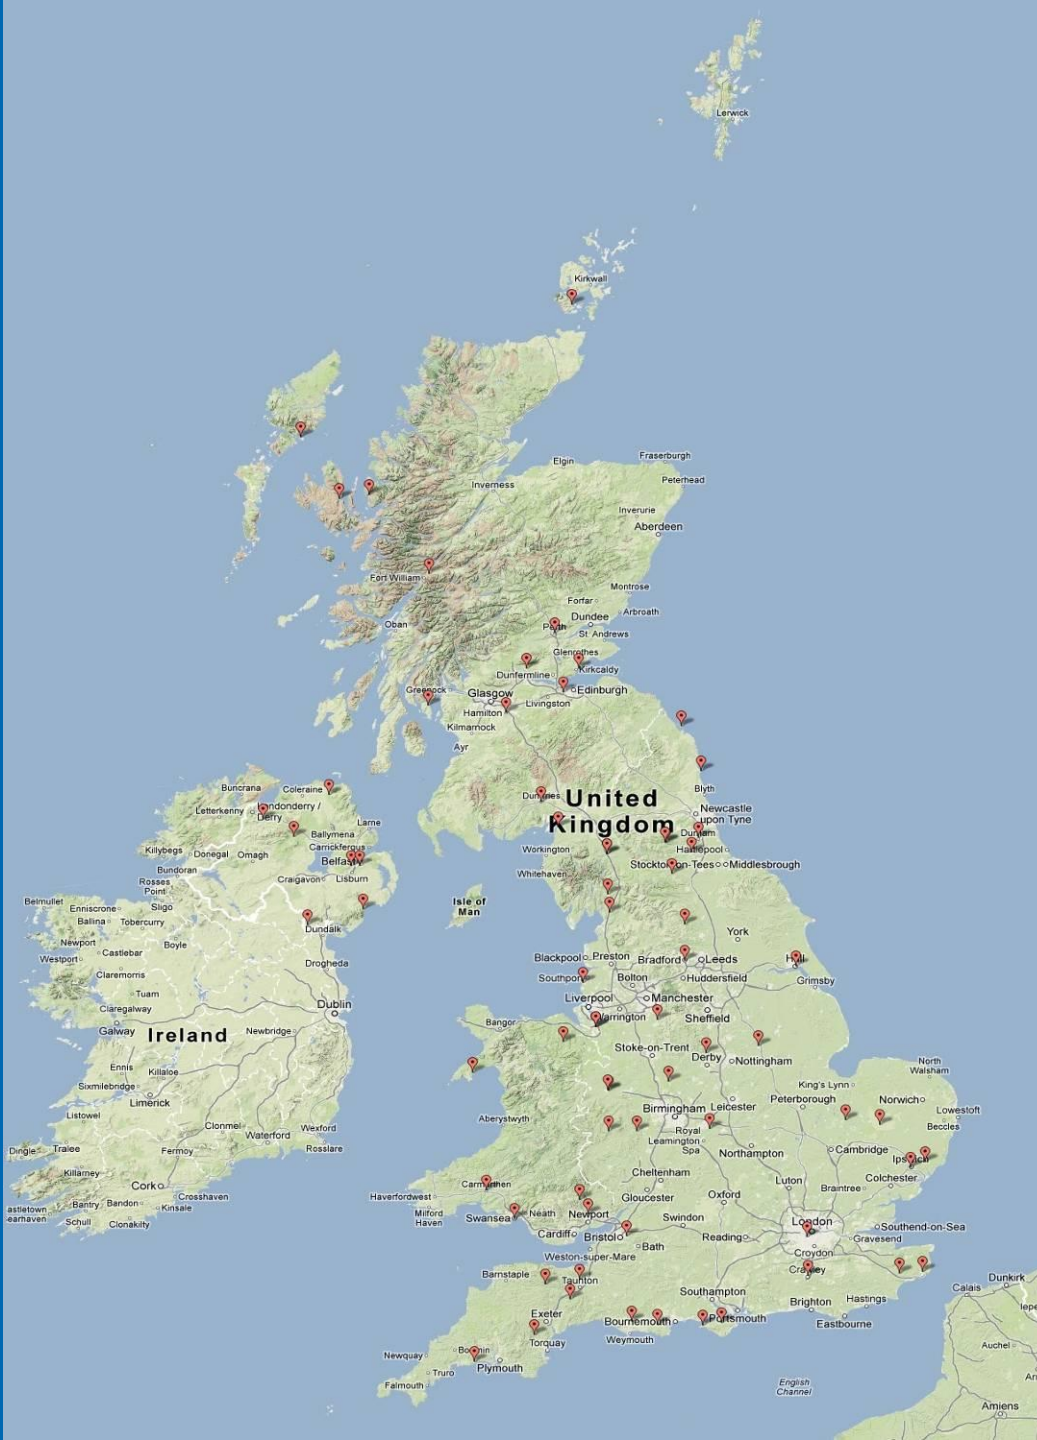 Lerwick
Kirkwall
Elgin
Fraserburgh
Peterhead
Inverness
Inverurie
Aberdeen
Fort William
Montrose
Forfar
Arbroath
Dundee
Oban
Perth
St Andrews
Glenrothes
Kirkcaldy
Dunfermline
Greenock
Glasgow
Edinburgh
Livingston
Hamilton
Kilmarnock
Ayr
Buncrana
Coleraine
Blyth
Dumfries
United
Kingdom
Letterkenny
Londonderry /
Derry
Newcastle
upon Tyne
Larne
Ballymena
Durham
Killybegs
Donegal
Omagh
Carrickfergus
Workington
Hartlepool
Belfast
Bundoran
Stockton-on-Tees
Middlesbrough
Whitehaven
Craigavon
Lisburn
Rosses
Point
Belmullet
Enniscrone
Sligo
Isle of
Man
Ballina
Tobercurry
Dundalk
York
Newport
Boyle
Westport
Castlebar
Drogheda
Blackpool
Preston
Bradford
Leeds
Hull
Claremorris
Southport
Bolton
Huddersfield
Grimsby
Tuam
Dublin
Liverpool
Manchester
Claregalway
Warrington
Sheffield
Galway
Ireland
Newbridge
Bangor
Stoke-on-Trent
Derby
Nottingham
Ennis
Killaloe
North
Walsham
Sixmilebridge
King's Lynn
Limerick
Peterborough
Norwich
Listowel
Aberystwyth
Birmingham
Leicester
Lowestoft
Clonmel
Wexford
Royal
Leamington
Spa
Beccles
Dingle
Tralee
Fermoy
Waterford
Rosslare
Northampton
Cambridge
Ipswich
Killarney
Cheltenham
Luton
Colchester
Cork
Crosshaven
Haverfordwest
Carmarthen
Gloucester
Oxford
Braintree
Bantry
Bandon
Kinsale
Milford
Haven
Swansea
Neath
Newport
Swindon
London
Southend-on-Sea
Schull
Clonakilty
Cardiff
Bristol
Reading
Gravesend
Bath
Croydon
Weston-super-Mare
Crawley
Barnstaple
Taunton
Dunkirk
Southampton
Calais
Exeter
Bournemouth
Portsmouth
Brighton
Hastings
Eastbourne
Weymouth
Torquay
Newquay
Bodmin
Plymouth
Auchel
Truro
Falmouth
English
Channel
Amiens